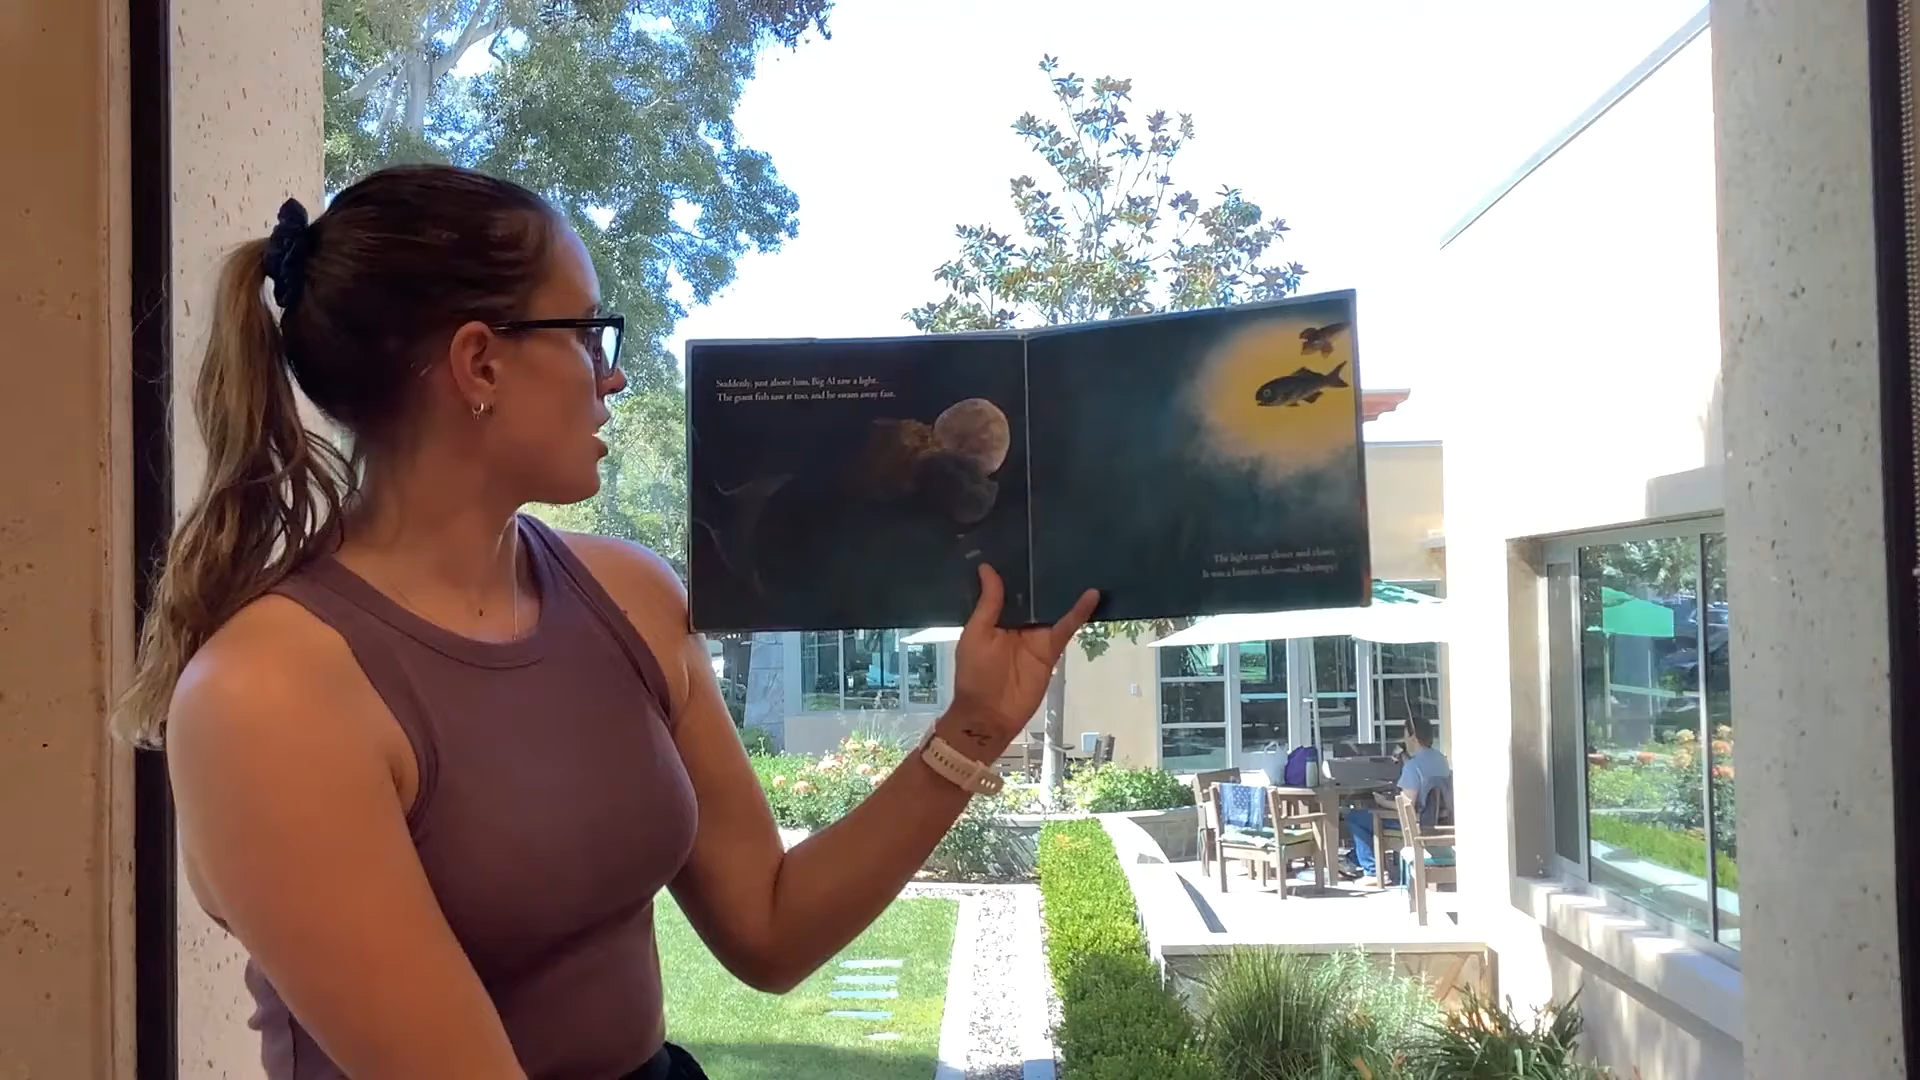 Suddenly, just above him, Big Al saw a light.
The giant fish saw it too, and he swam away fast.
The light came closer and closer.
It was a lantern fish—and Shrimpy!